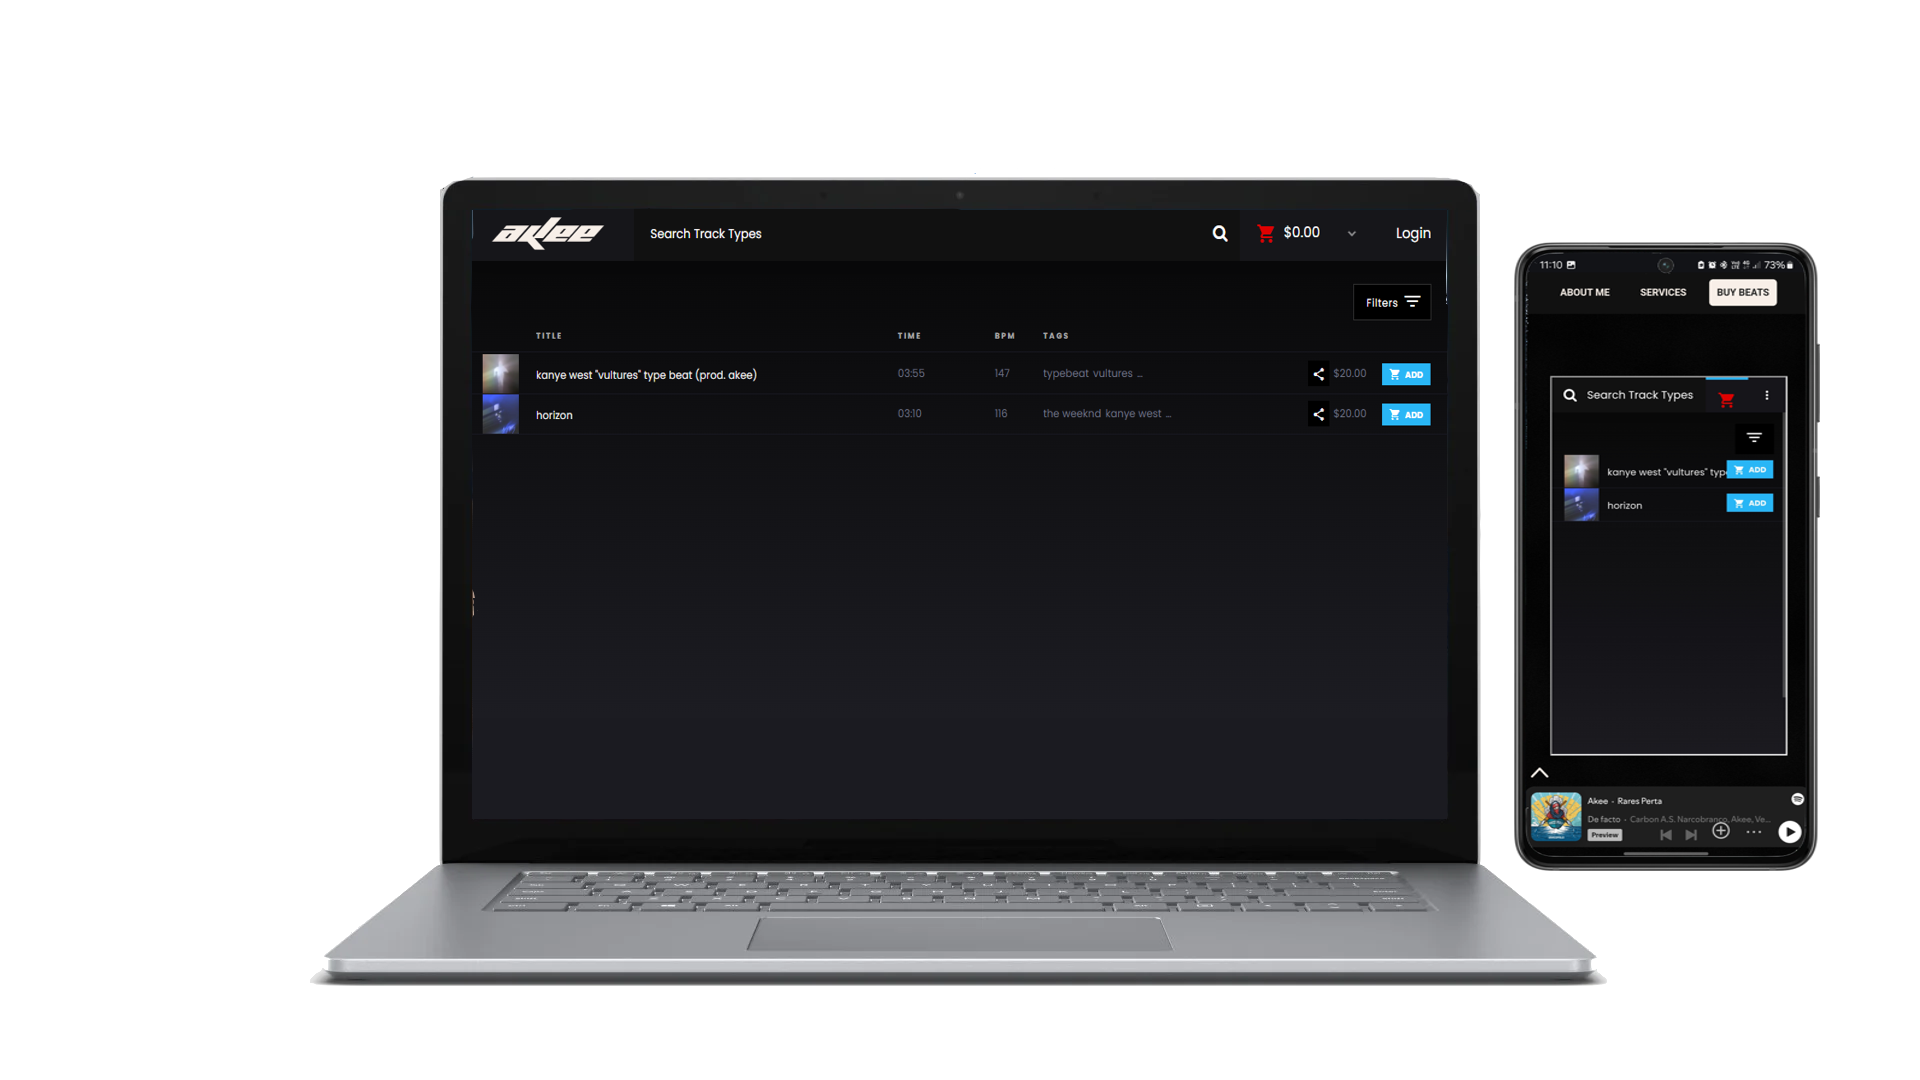 akee
Search Track Types
$0.00
Login
Filters
TITLE TIME BPM TAGS
kanye west "vultures" type beat (prod. akee) 03:55 147 typebeat vultures ... $20.00 ADD
horizon 03:10 116 the weeknd kanye west ... $20.00 ADD
11:10 73%
ABOUT ME SERVICES BUY BEATS
Search Track Types
kanye west "vultures" typ ADD
horizon ADD
Akee - Rares Perta
De facto - Carbon A.S. Narcobranco, Akee, Ve...
Preview